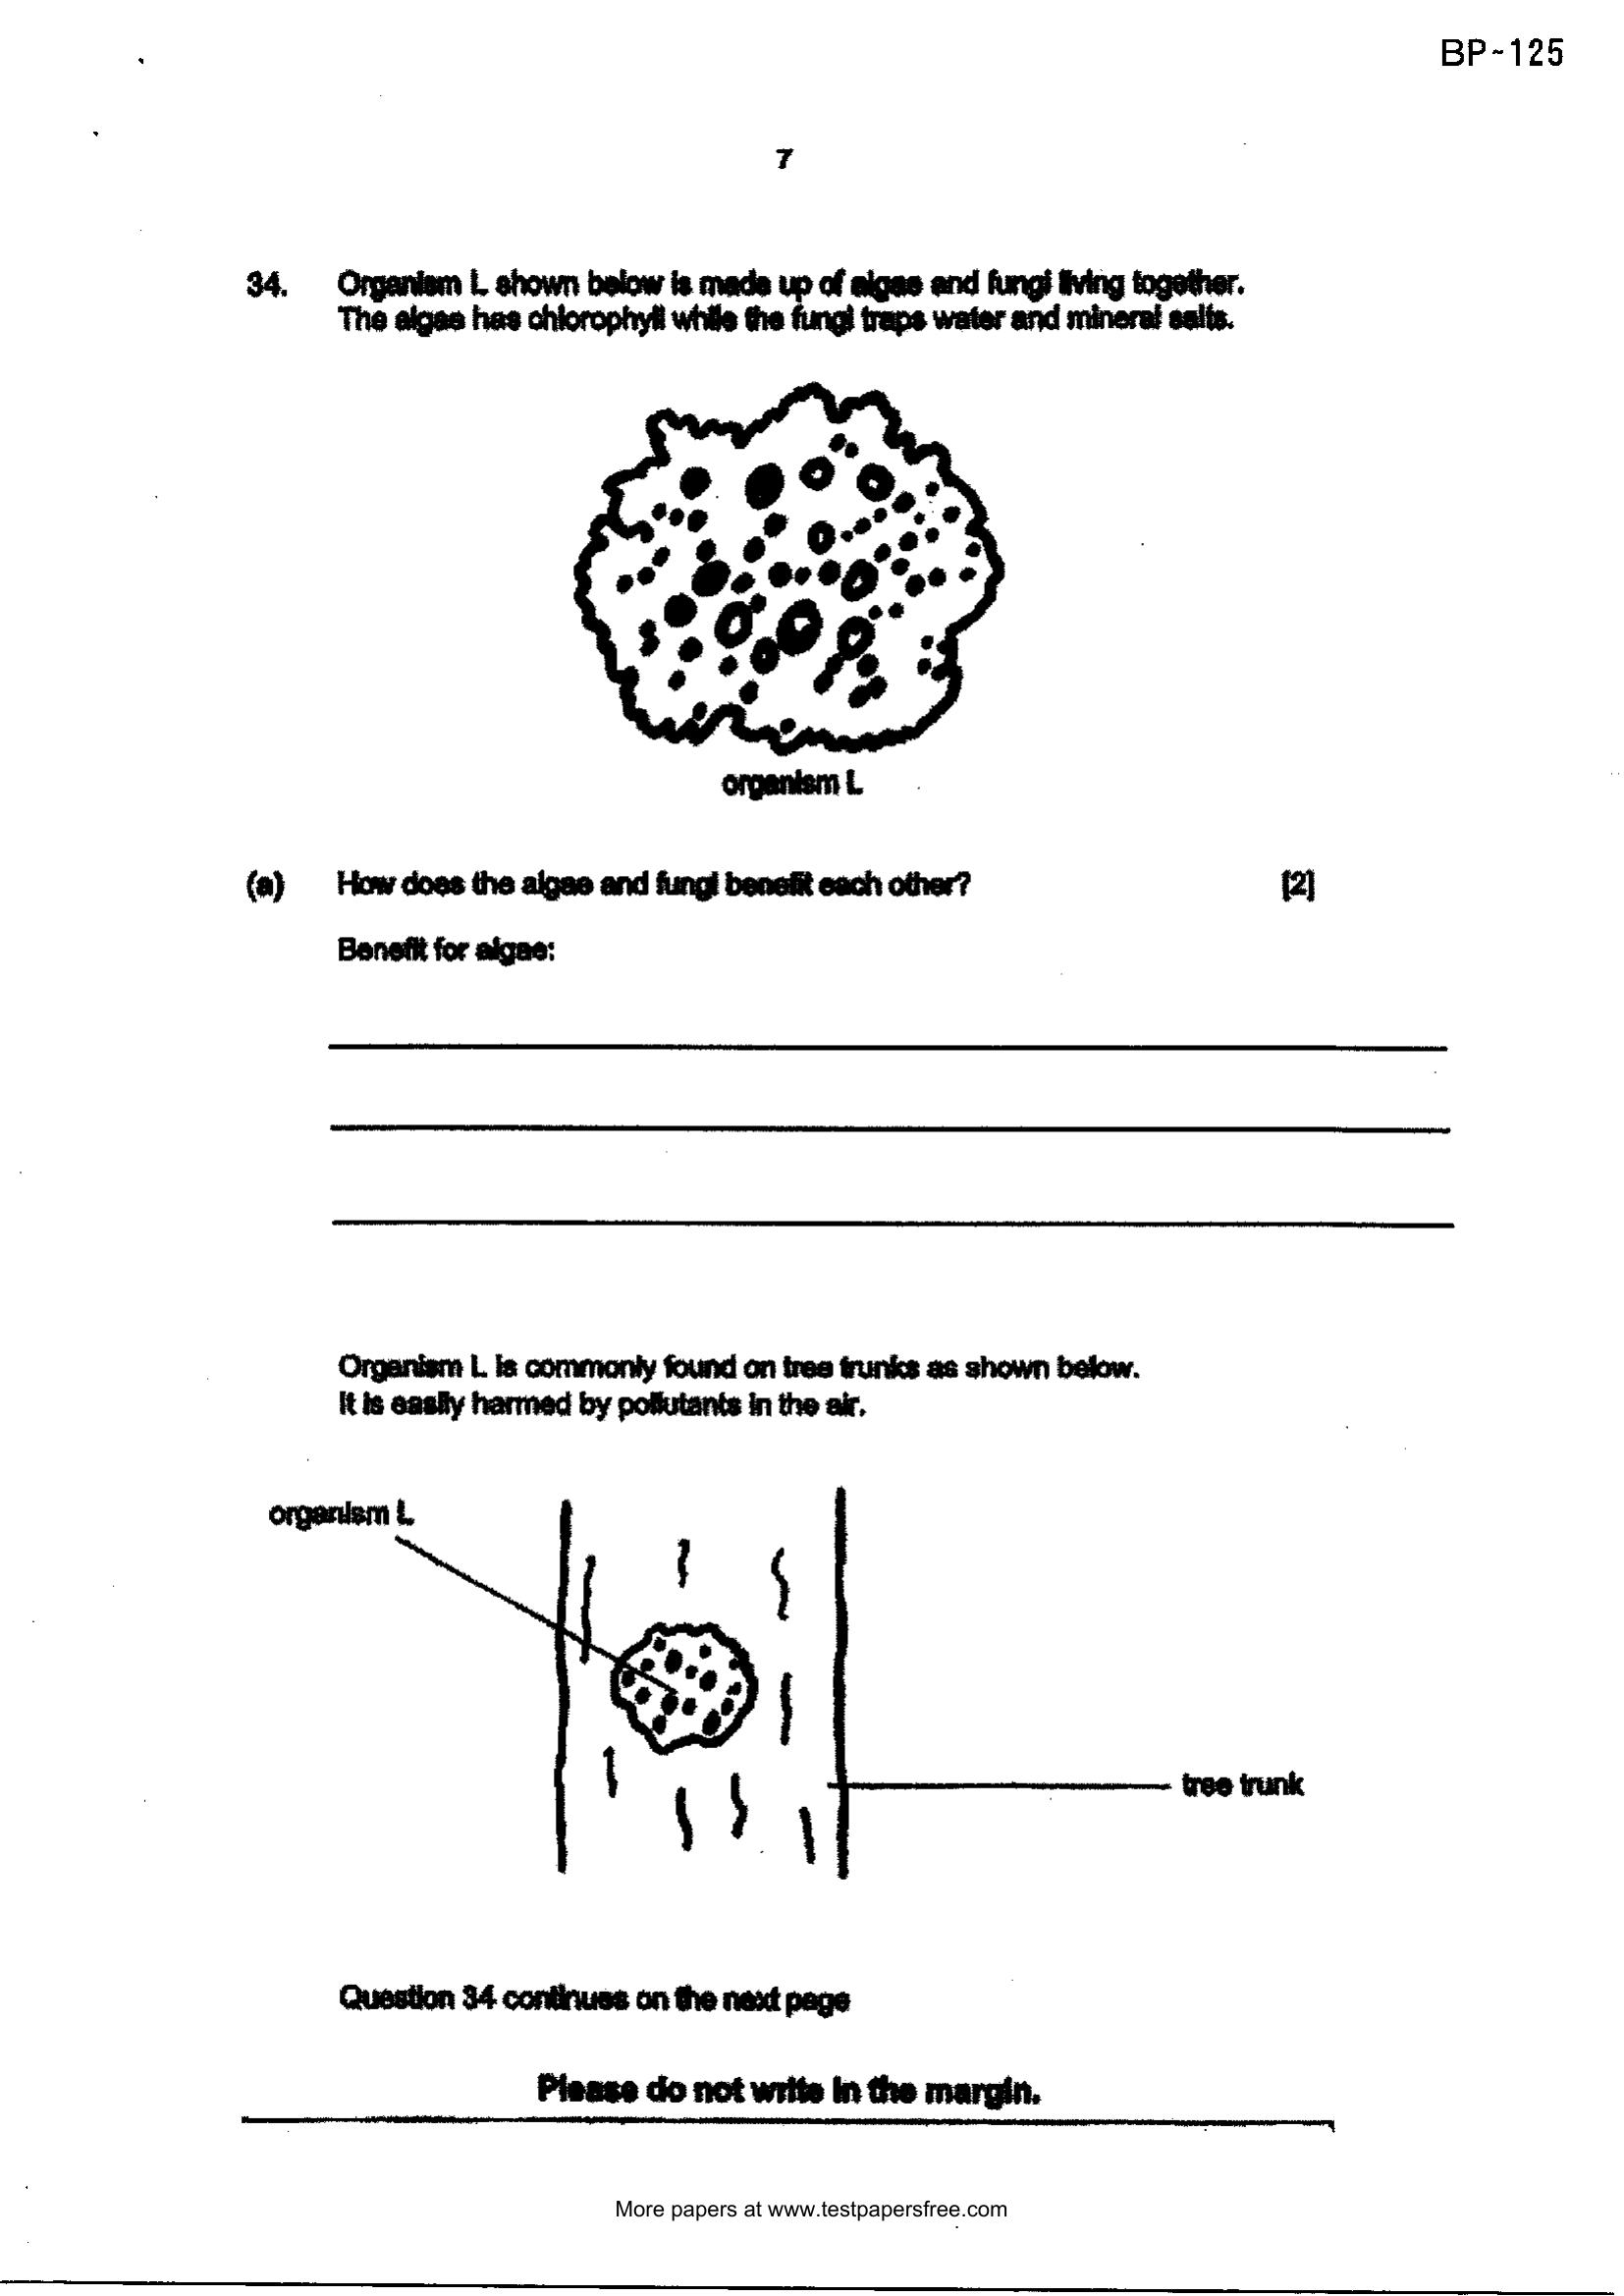 BP-125
7
34. Organism L shown below is made up of algae and fungi living together.
The algae has chlorophyll while the fungi traps water and mineral salts.
organism L
(a) How does the algae and fungi benefit each other? [2]
Benefit for algae:
Organism L is commonly found on tree trunks as shown below.
It is easily harmed by pollutants in the air.
organism L
tree trunk
Question 34 continues on the next page
Please do not write in the margin.
More papers at www.testpapersfree.com